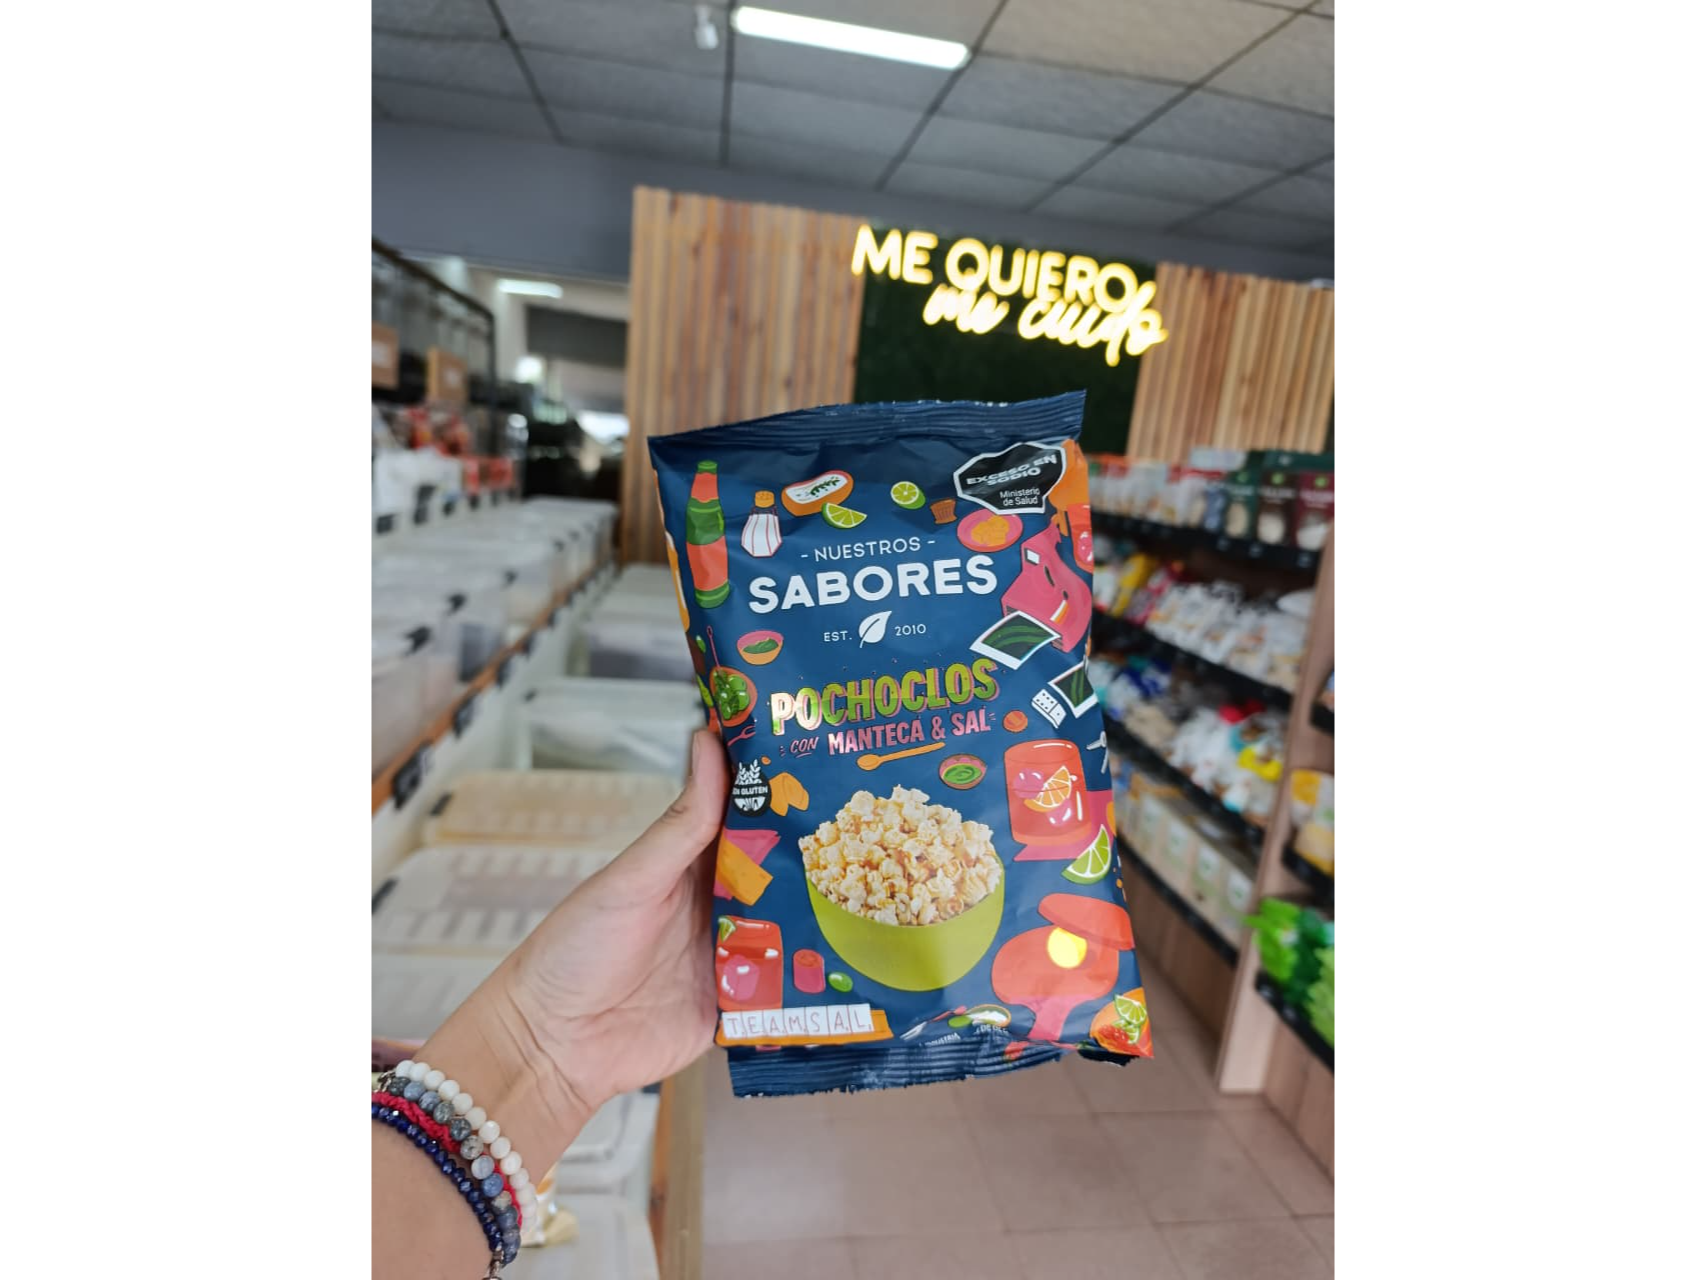 ME QUIERO
me cuido
EXCESO EN
SODIO
Ministerio
de Salud
- NUESTROS -
SABORES
EST. 2010
POCHOCLOS
CON MANTECA & SAL
SIN GLUTEN
TEAMSAL